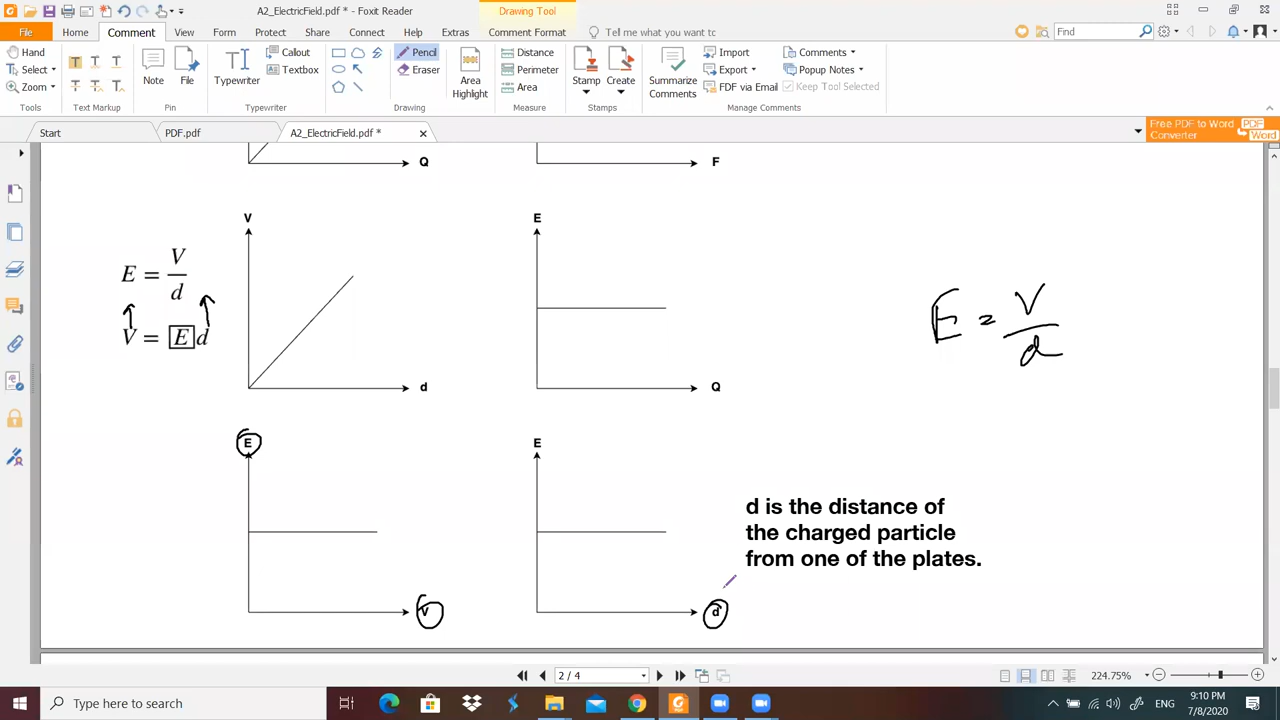 A2_ElectricField.pdf * - Foxit Reader
Drawing Tool
File Home Comment View Form Protect Share Connect Help Extras Comment Format Tell me what you want tc Find
Hand
Select
Zoom
Tools
T T T
T T T
Text Markup
Note
File
Pin
Typewriter
Callout
Textbox
Typewriter
Pencil
Eraser
Drawing
Area Highlight
Distance
Perimeter
Area
Measure
Stamp
Create
Stamps
Summarize Comments
Import
Export
FDF via Email
Comments
Popup Notes
Keep Tool Selected
Manage Comments
Start PDF.pdf A2_ElectricField.pdf *
Free PDF to Word Converter
PDF
Word
Q F
V E
E = V/d
V = E d
d Q
E = V/d
E E
d is the distance of
the charged particle
from one of the plates.
V d
2 / 4
224.75%
Type here to search
ENG
9:10 PM
7/8/2020